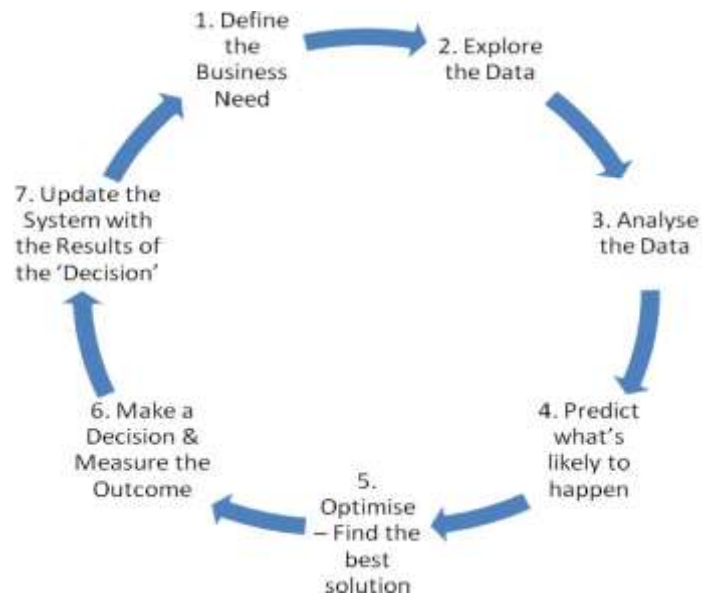 1. Define
the
Business
Need
2. Explore
the Data
3. Analyse
the Data
4. Predict
what's
likely to
happen
5.
Optimise
– Find the
best
solution
6. Make a
Decision &
Measure the
Outcome
7. Update the
System with
the Results of
the ‘Decision’